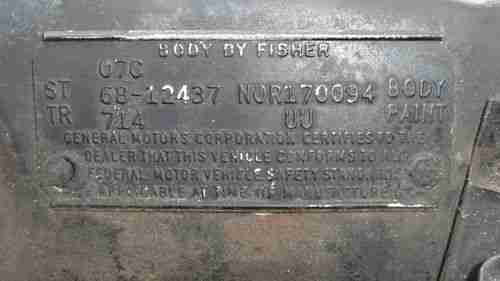 BODY BY FISHER
07C
ST 68-12437 NOR170094 BODY
TR 714 UU PAINT
GENERAL MOTORS CORPORATION CERTIFIES TO THE
DEALER THAT THIS VEHICLE CONFORMS TO ALL
FEDERAL MOTOR VEHICLE SAFETY STANDARDS
APPLICABLE AT TIME OF MANUFACTURE